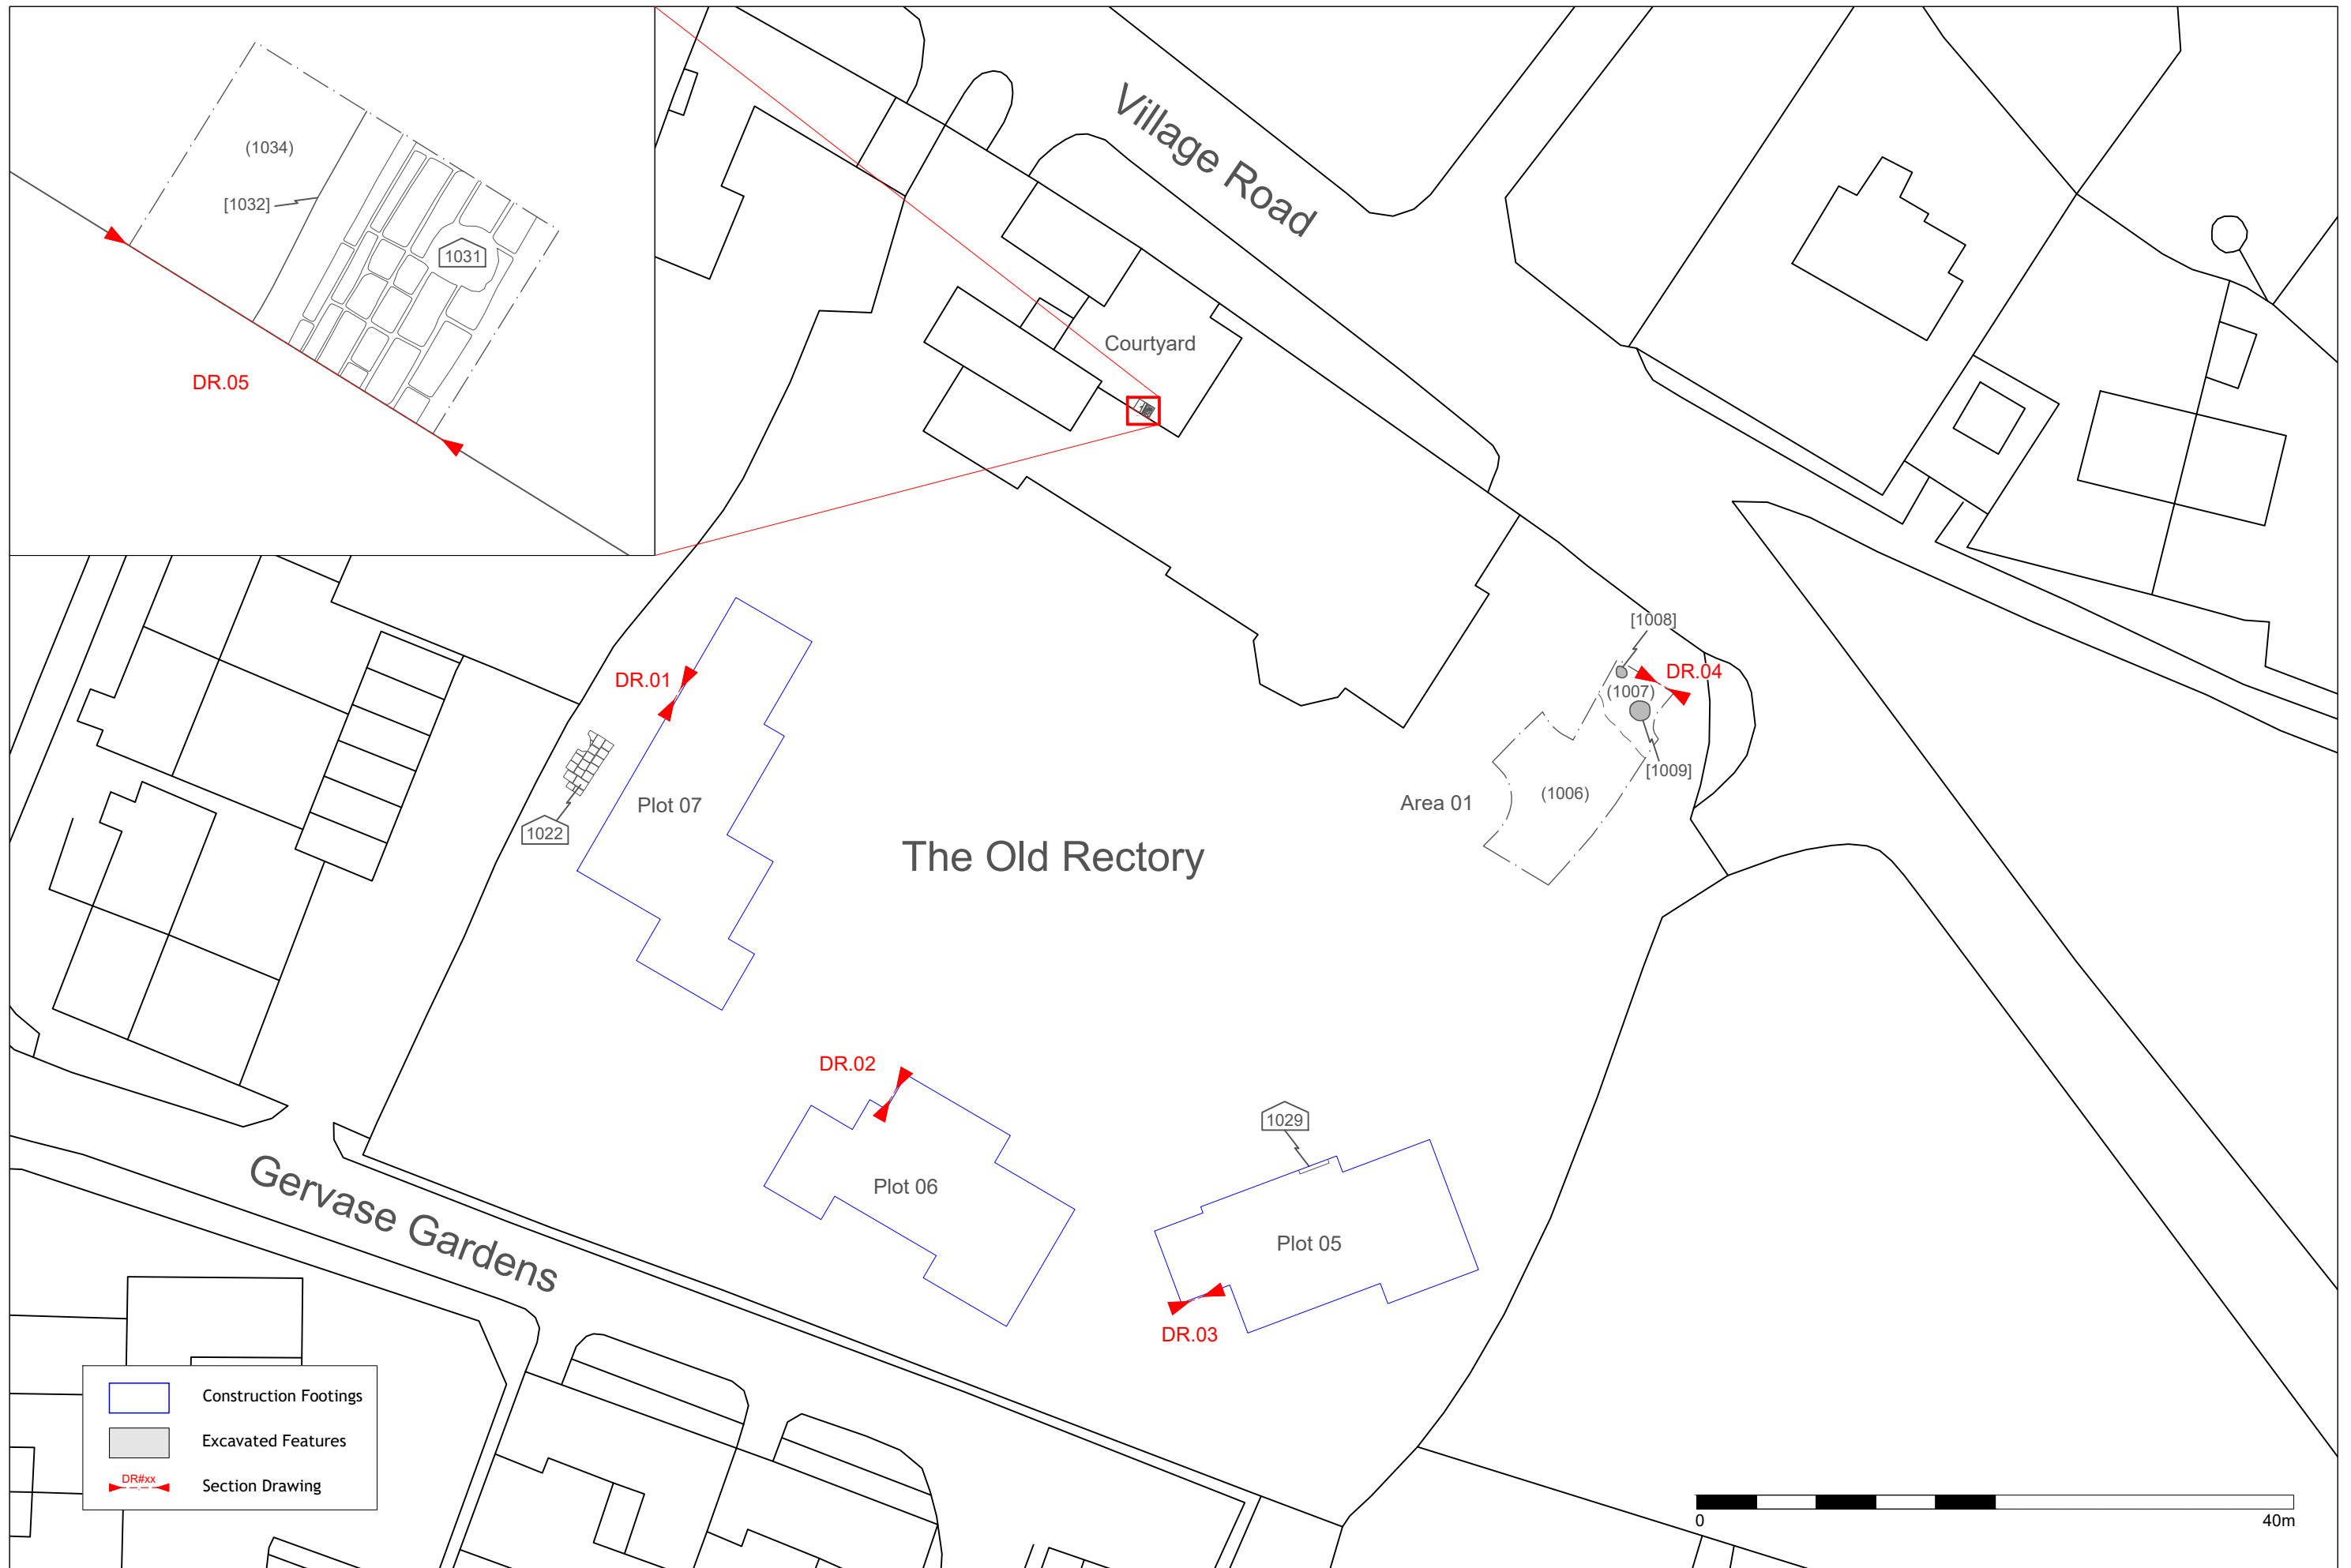 (1034)
[1032]
1031
DR.05
Village Road
Courtyard
[1008]
DR.01
DR.04
(1007)
[1009]
(1006)
Area 01
Plot 07
1022
The Old Rectory
DR.02
1029
Plot 06
Gervase Gardens
Plot 05
DR.03
Construction Footings
Excavated Features
DR#xx
Section Drawing
0
40m